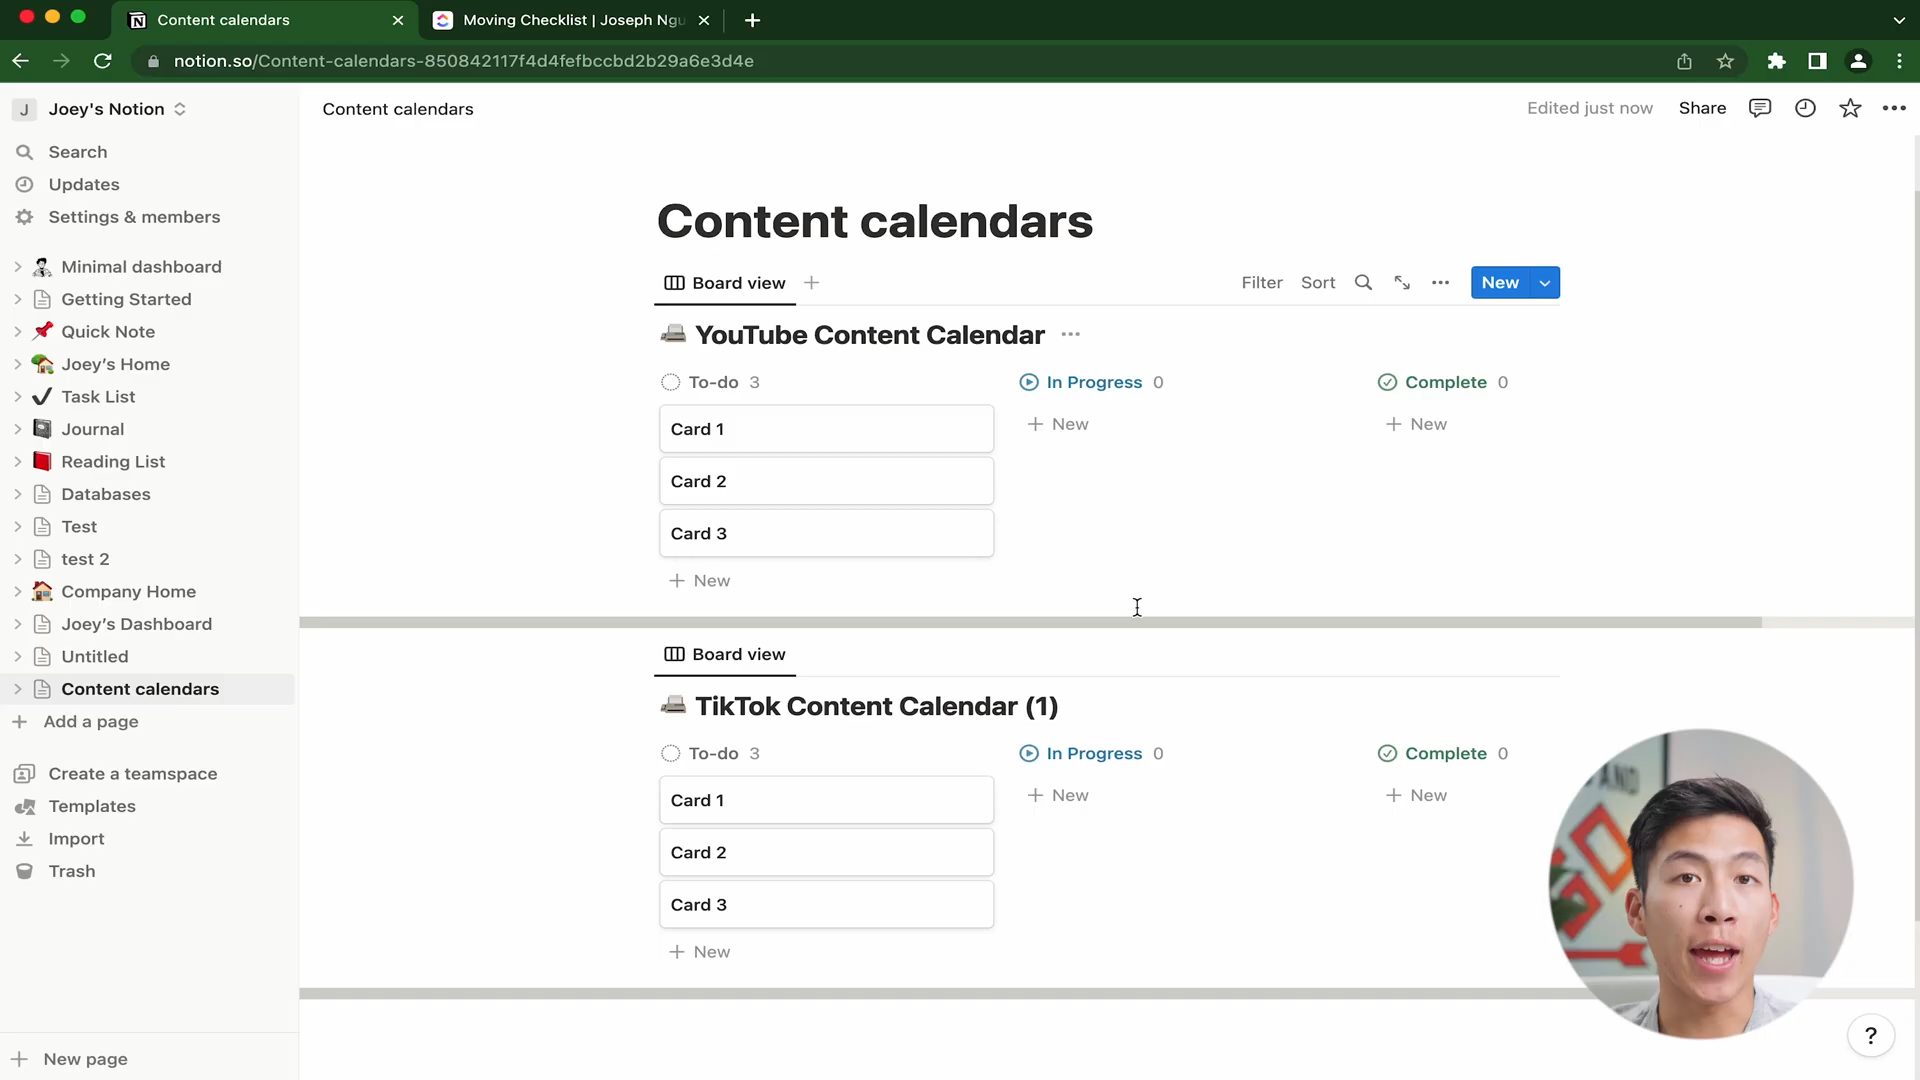 Content calendars
Moving Checklist | Joseph Ngu
notion.so/Content-calendars-850842117f4d4fefbccbd2b29a6e3d4e
J Joey's Notion
Content calendars
Edited just now
Share
Search
Updates
Settings & members
Minimal dashboard
Getting Started
Quick Note
Joey's Home
Task List
Journal
Reading List
Databases
Test
test 2
Company Home
Joey's Dashboard
Untitled
Content calendars
Add a page
Create a teamspace
Templates
Import
Trash
New page
Content calendars
Board view
Filter
Sort
New
YouTube Content Calendar
To-do 3
In Progress 0
Complete 0
Card 1
Card 2
Card 3
New
New
New
Board view
TikTok Content Calendar (1)
To-do 3
In Progress 0
Complete 0
Card 1
Card 2
Card 3
New
New
New
AND
?